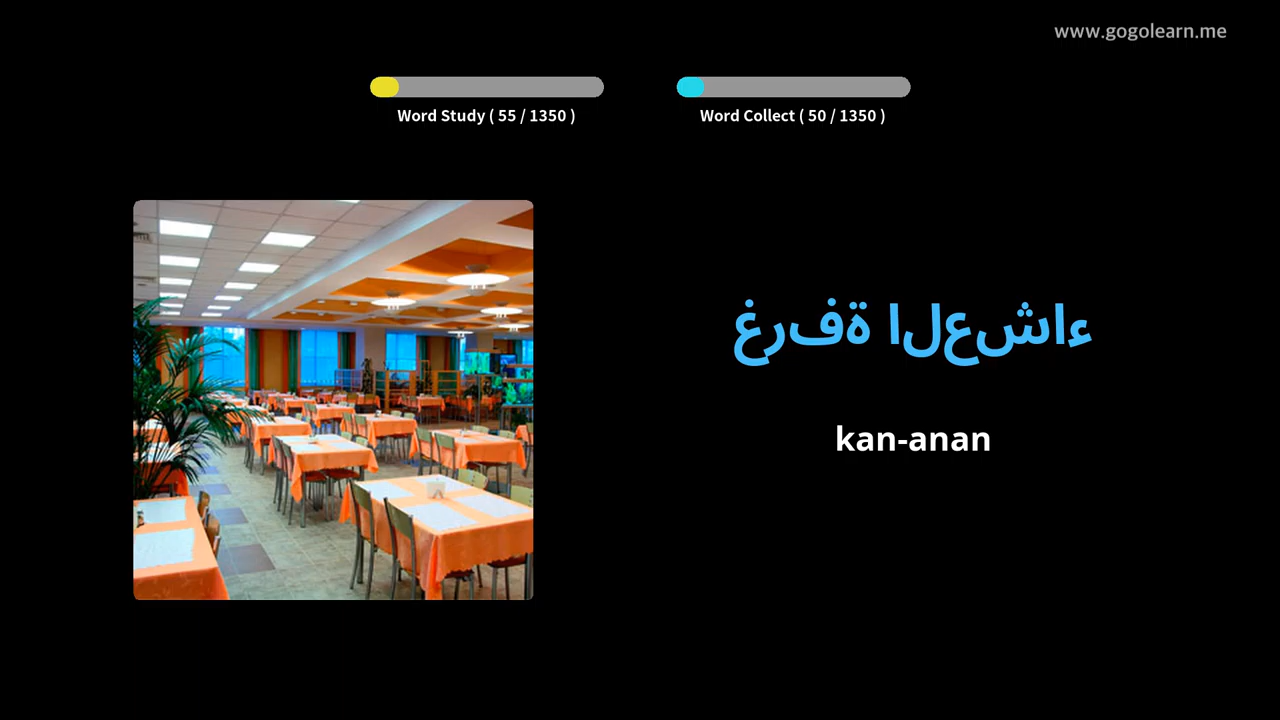 www.gogolearn.me
Word Study ( 55 / 1350 )
Word Collect ( 50 / 1350 )
غرفة العشاء
kan-anan